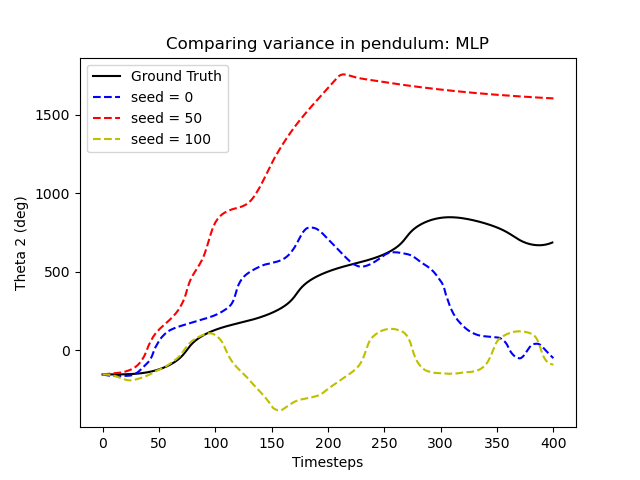 Comparing variance in pendulum: MLP
Ground Truth
seed = 0
seed = 50
seed = 100
Theta 2 (deg)
1500
1000
500
0
0 50 100 150 200 250 300 350 400
Timesteps